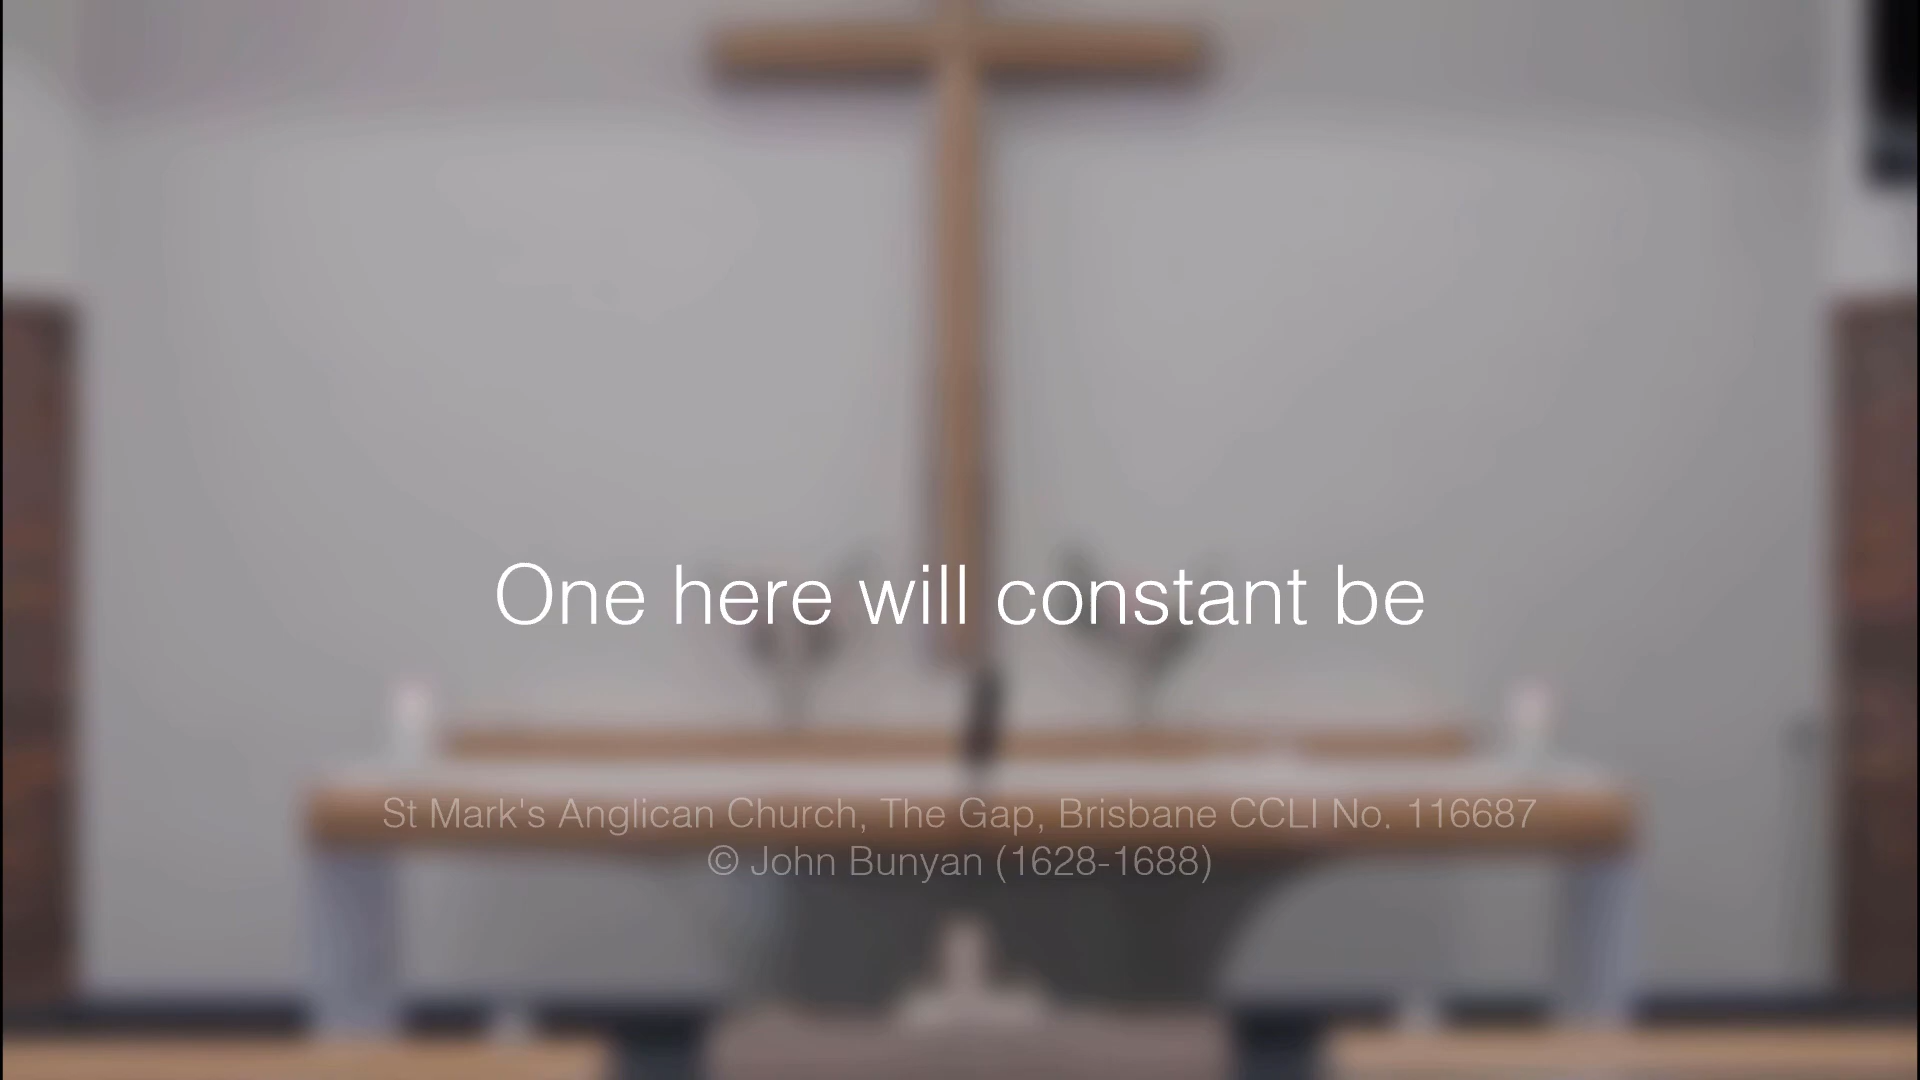 One here will constant be
St Mark's Anglican Church, The Gap, Brisbane CCLI No. 116687
© John Bunyan (1628-1688)